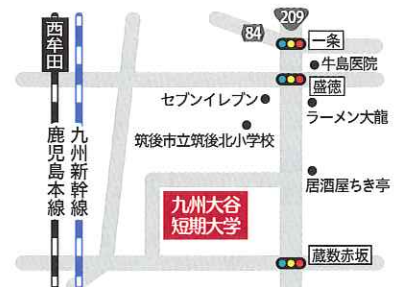 209
84
一条
西牟田
牛島医院
盛徳
セブンイレブン
ラーメン大龍
筑後市立筑後北小学校
鹿児島本線
九州新幹線
居酒屋ちき亭
九州大谷
短期大学
蔵数赤坂